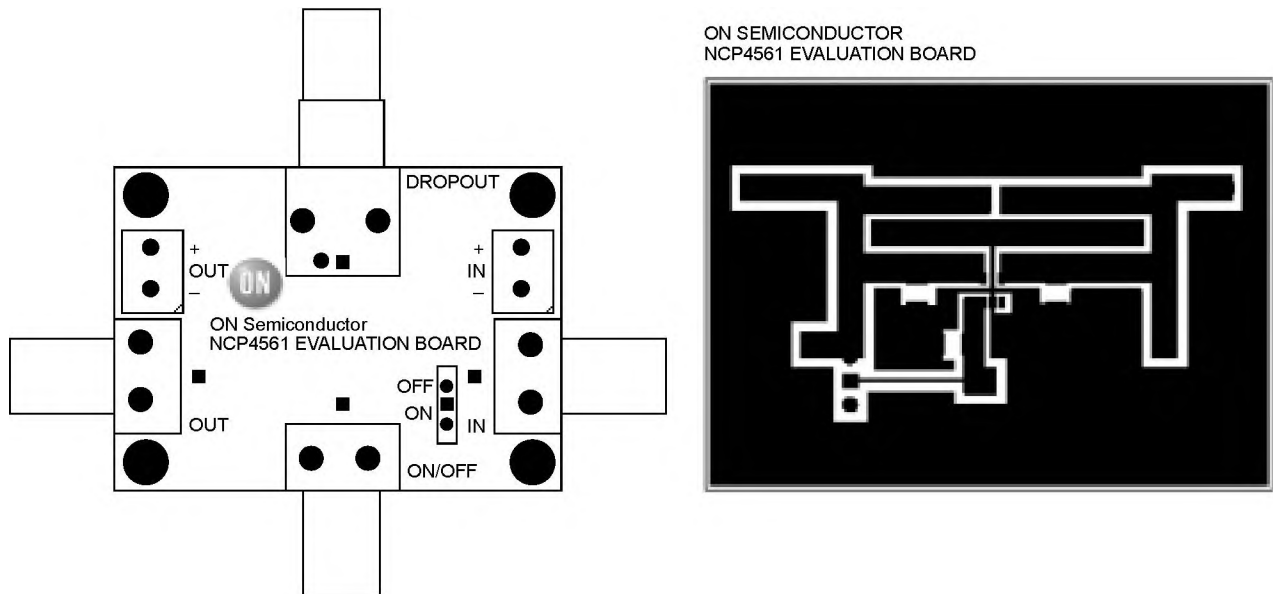 ON SEMICONDUCTOR
NCP4561 EVALUATION BOARD
DROPOUT
+
OUT
–
ON
+
IN
–
ON Semiconductor
NCP4561 EVALUATION BOARD
OFF
ON
OUT
IN
ON/OFF